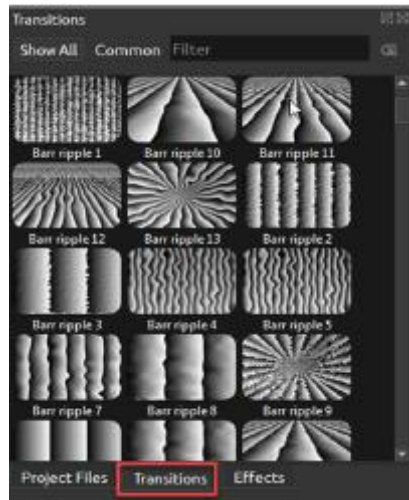 Transitions
Show All Common Filter
Barr ripple 1 Barr ripple 10 Barr ripple 11
Barr ripple 12 Barr ripple 13 Barr ripple 2
Barr ripple 3 Barr ripple 4 Barr ripple 5
Barr ripple 7 Barr ripple 8 Barr ripple 9
Project Files Transitions Effects